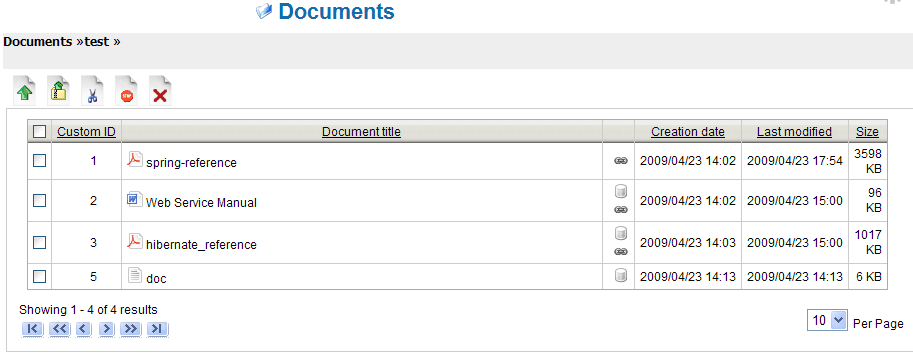 Documents
Documents »test »
Custom ID Document title Creation date Last modified Size
1 spring-reference 2009/04/23 14:02 2009/04/23 17:54 3598 KB
2 Web Service Manual 2009/04/23 14:02 2009/04/23 15:00 96 KB
3 hibernate_reference 2009/04/23 14:03 2009/04/23 15:00 1017 KB
5 doc 2009/04/23 14:13 2009/04/23 14:13 6 KB
Showing 1 - 4 of 4 results
10 Per Page